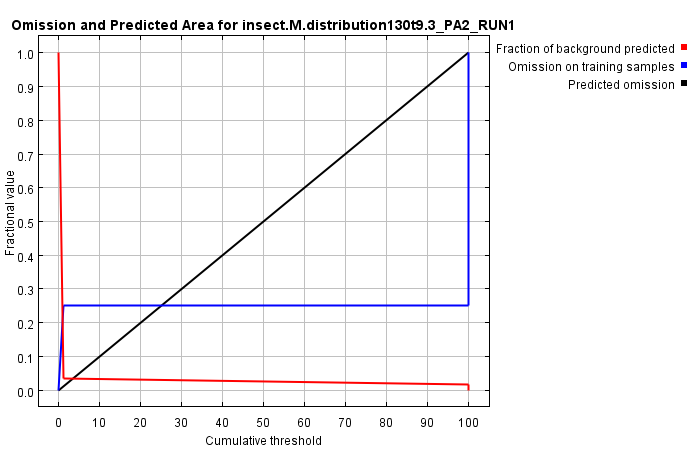 Omission and Predicted Area for insect.M.distribution130t9.3_PA2_RUN1
Fraction of background predicted
Omission on training samples
Predicted omission
Fractional value
1.0
0.9
0.8
0.7
0.6
0.5
0.4
0.3
0.2
0.1
0.0
0 10 20 30 40 50 60 70 80 90 100
Cumulative threshold